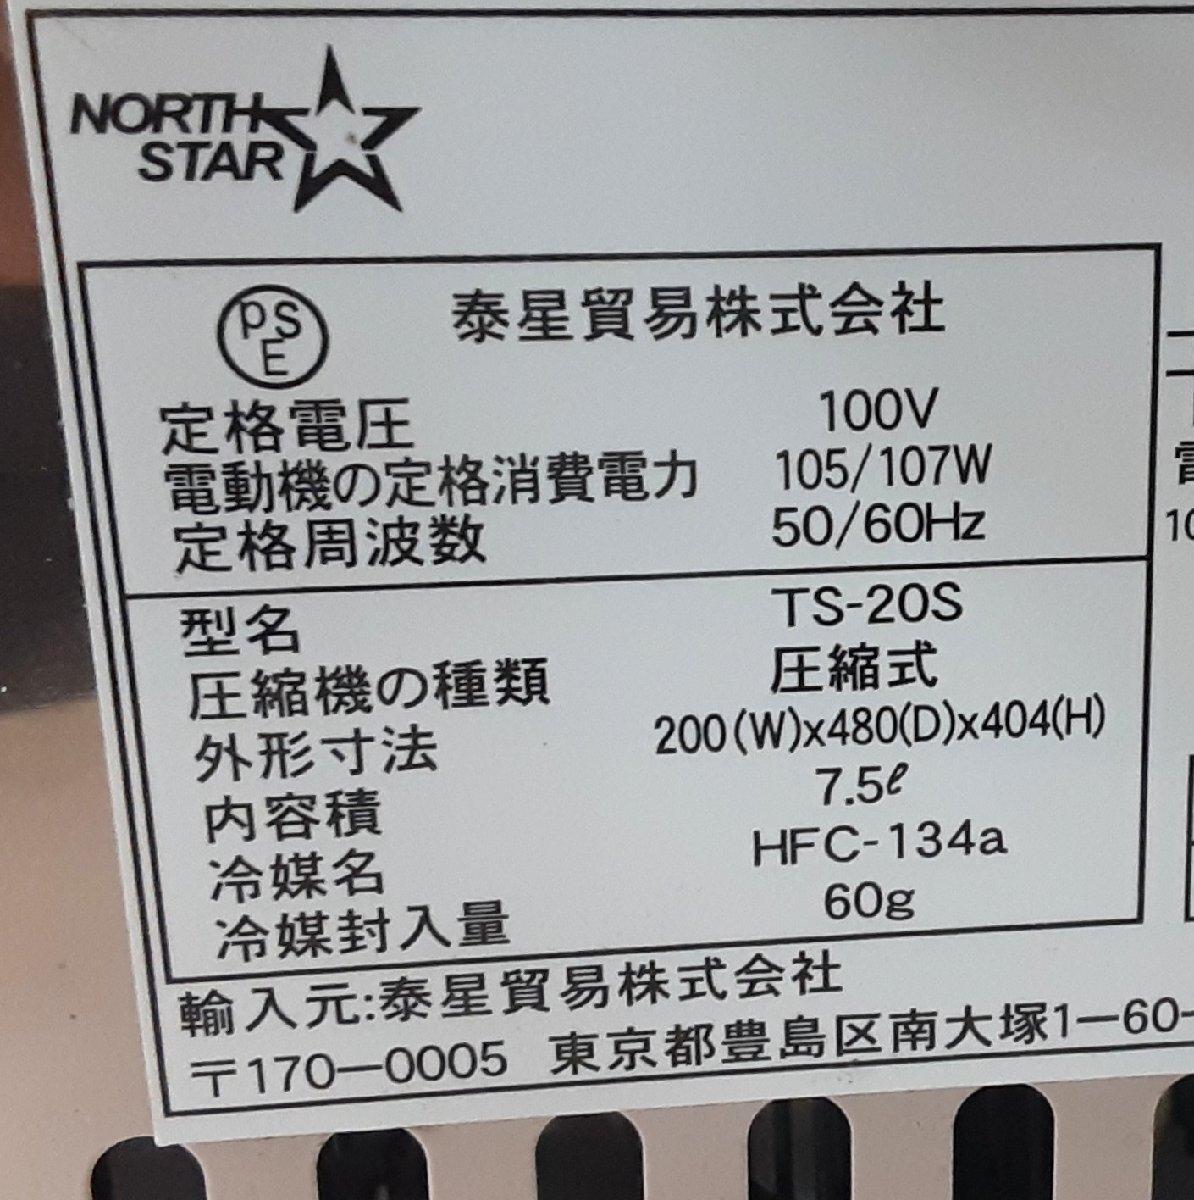 NORTH
STAR
PSE
泰星貿易株式会社
定格電圧 100V
電動機の定格消費電力 105/107W
定格周波数 50/60Hz
型名 TS-20S
圧縮機の種類 圧縮式
外形寸法 200(W)x480(D)x404(H)
内容積 7.5ℓ
冷媒名 HFC-134a
冷媒封入量 60g
輸入元:泰星貿易株式会社
〒170-0005 東京都豊島区南大塚1-60-